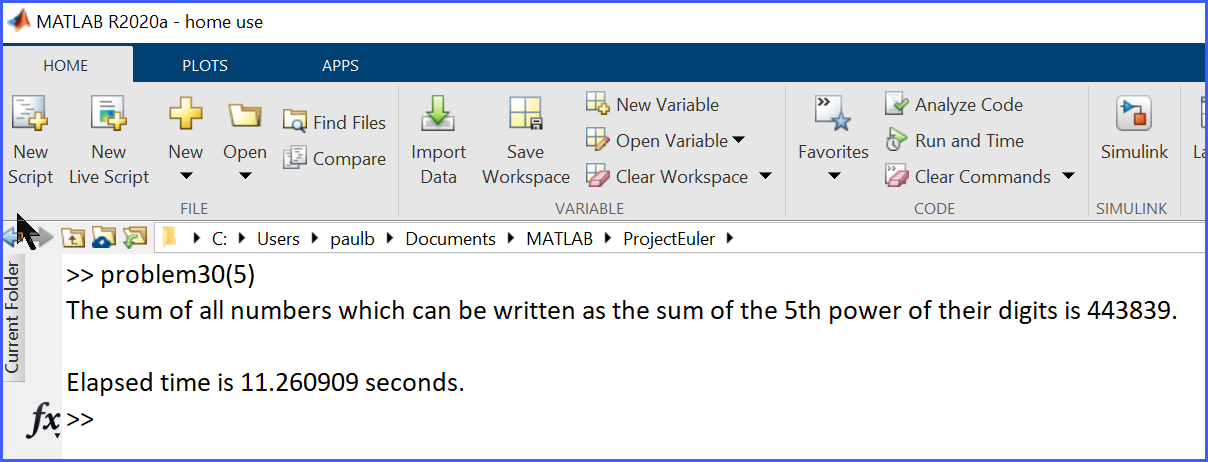 MATLAB R2020a - home use
HOME PLOTS APPS
New Script
New Live Script
New
Open
Find Files
Compare
FILE
Import Data
Save Workspace
New Variable
Open Variable
Clear Workspace
VARIABLE
Favorites
Analyze Code
Run and Time
Clear Commands
CODE
Simulink
SIMULINK
C: Users paulb Documents MATLAB ProjectEuler
Current Folder
>> problem30(5)
The sum of all numbers which can be written as the sum of the 5th power of their digits is 443839.
Elapsed time is 11.260909 seconds.
fx >>